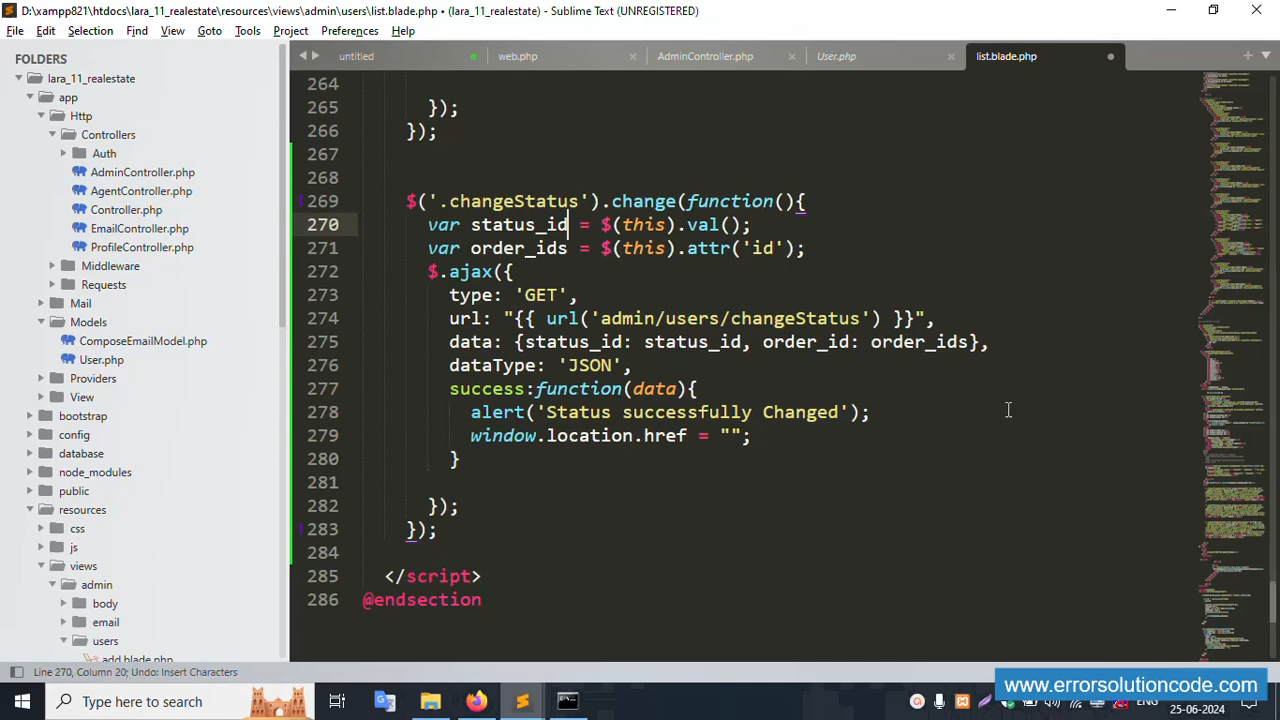 D:\xampp821\htdocs\lara_11_realestate\resources\views\admin\users\list.blade.php • (lara_11_realestate) - Sublime Text (UNREGISTERED)
File Edit Selection Find View Goto Tools Project Preferences Help
FOLDERS
lara_11_realestate
app
Http
Controllers
Auth
AdminController.php
AgentController.php
Controller.php
EmailController.php
ProfileController.php
Middleware
Requests
Mail
Models
ComposeEmailModel.php
User.php
Providers
View
bootstrap
config
database
node_modules
public
resources
css
js
views
admin
body
email
users
add.blade.php
untitled web.php AdminController.php User.php list.blade.php
264
265 });
266 });
267
268
269 $('.changeStatus').change(function(){
270 var status_id = $(this).val();
271 var order_ids = $(this).attr('id');
272 $.ajax({
273 type: 'GET',
274 url: "{{ url('admin/users/changeStatus') }}",
275 data: {status_id: status_id, order_id: order_ids},
276 dataType: 'JSON',
277 success:function(data){
278 alert('Status successfully Changed');
279 window.location.href = "";
280 }
281
282 });
283 });
284
285 </script>
286 @endsection
Line 270, Column 20; Undo: Insert Characters
Type here to search
ENG
25-06-2024
www.errorsolutioncode.com